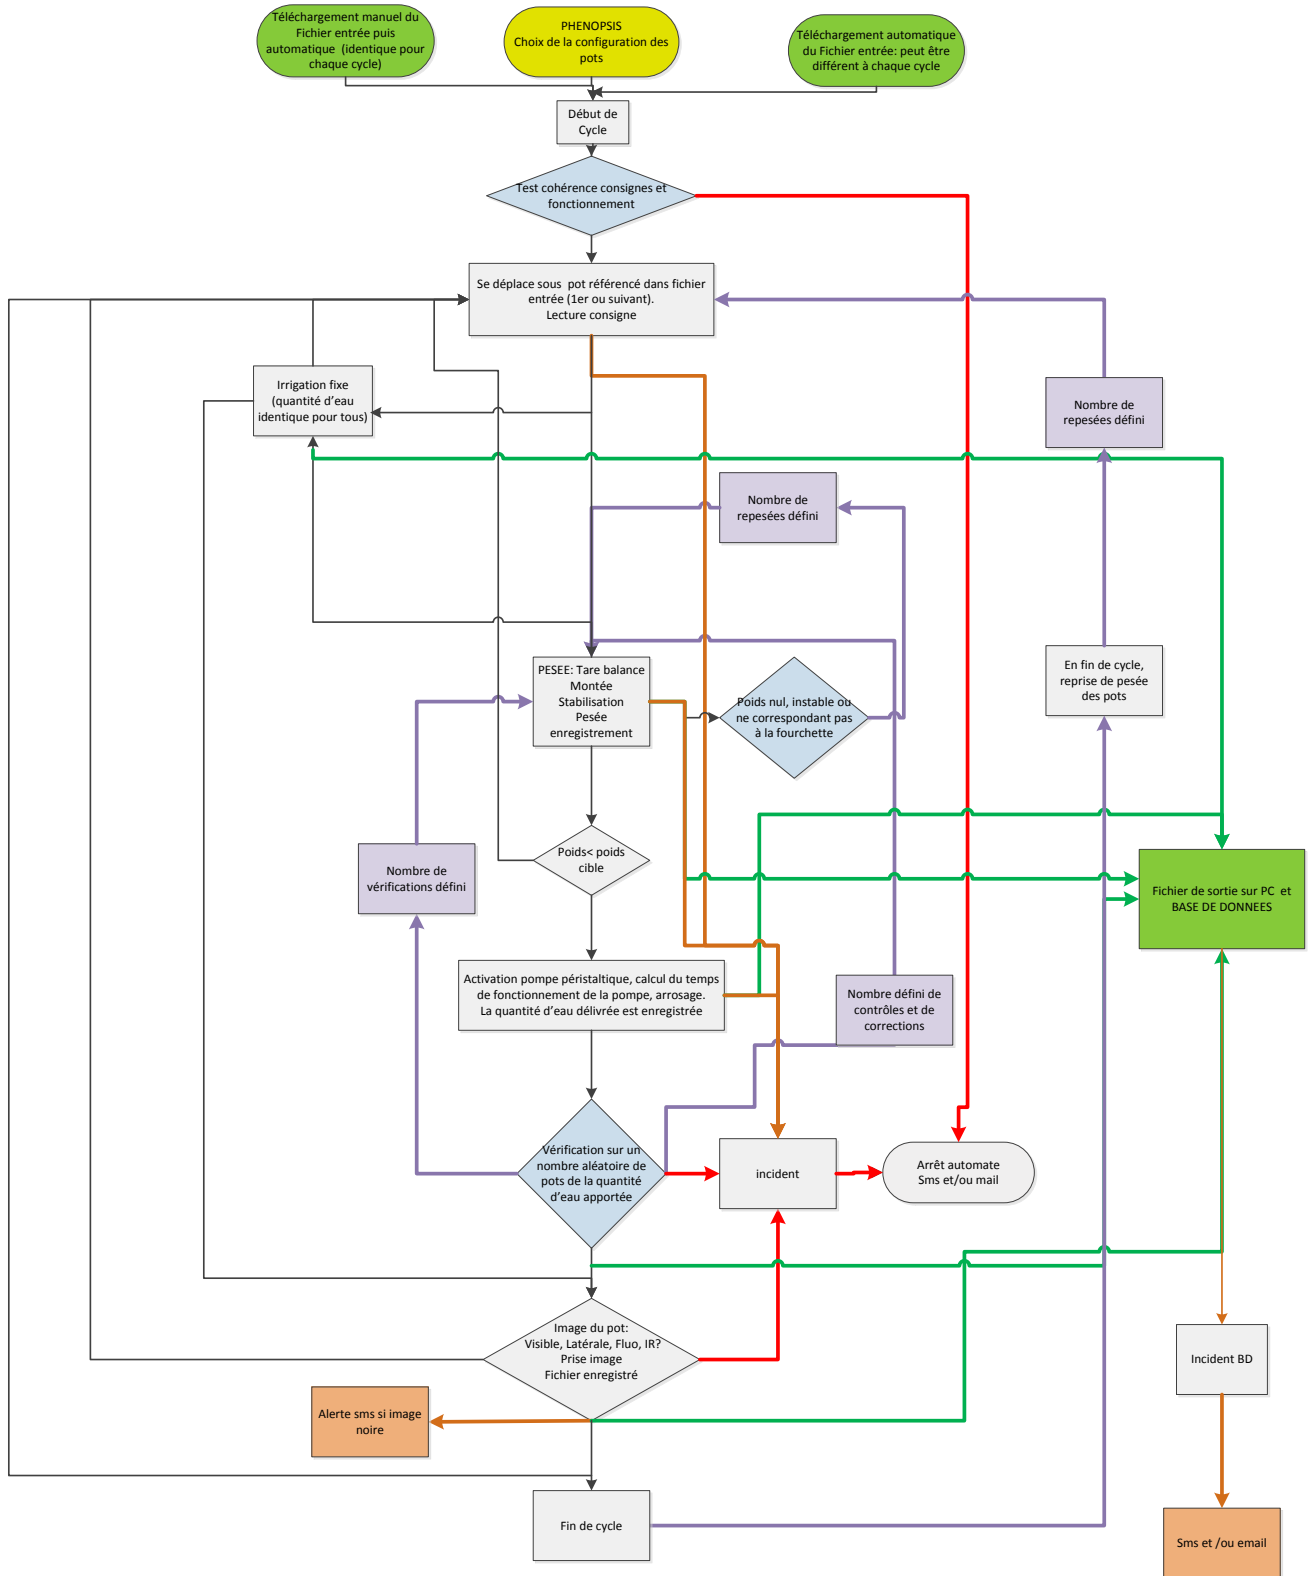 Téléchargement manuel du
Fichier entrée puis
automatique (identique pour
chaque cycle)
PHENOPSIS
Choix de la configuration des
pots
Téléchargement automatique
du Fichier entrée: peut être
différent à chaque cycle
Début de
Cycle
Test cohérence consignes et
fonctionnement
Se déplace sous pot référencé dans fichier
entrée (1er ou suivant).
Lecture consigne
Irrigation fixe
(quantité d'eau
identique pour tous)
Nombre de
repesées défini
Nombre de
repesées défini
PESEE: Tare balance
Montée
Stabilisation
Pesée
enregistrement
Poids nul, instable ou
ne correspondant pas
à la fourchette
En fin de cycle,
reprise de pesée
des pots
Poids< poids
cible
Nombre de
vérifications défini
Fichier de sortie sur PC et
BASE DE DONNEES
Activation pompe péristaltique, calcul du temps
de fonctionnement de la pompe, arrosage.
La quantité d'eau délivrée est enregistrée
Nombre défini de
contrôles et de
corrections
Vérification sur un
nombre aléatoire de
pots de la quantité
d'eau apportée
incident
Arrêt automate
Sms et/ou mail
Image du pot:
Visible, Latérale, Fluo, IR?
Prise image
Fichier enregistré
Incident BD
Alerte sms si image
noire
Fin de cycle
Sms et /ou email